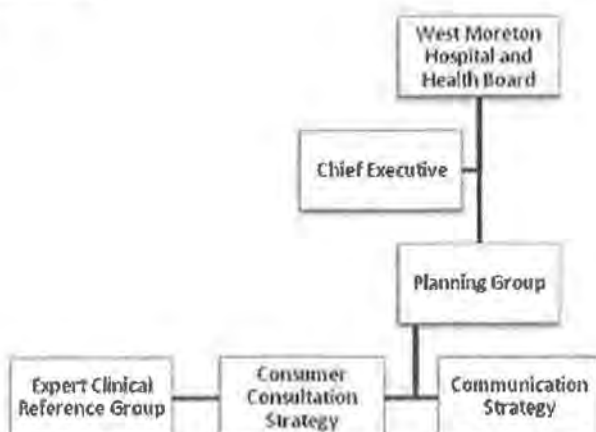 West Moreton
Hospital and
Health Board
Chief Executive
Planning Group
Expert Clinical
Reference Group
Consumer
Consultation
Strategy
Communication
Strategy